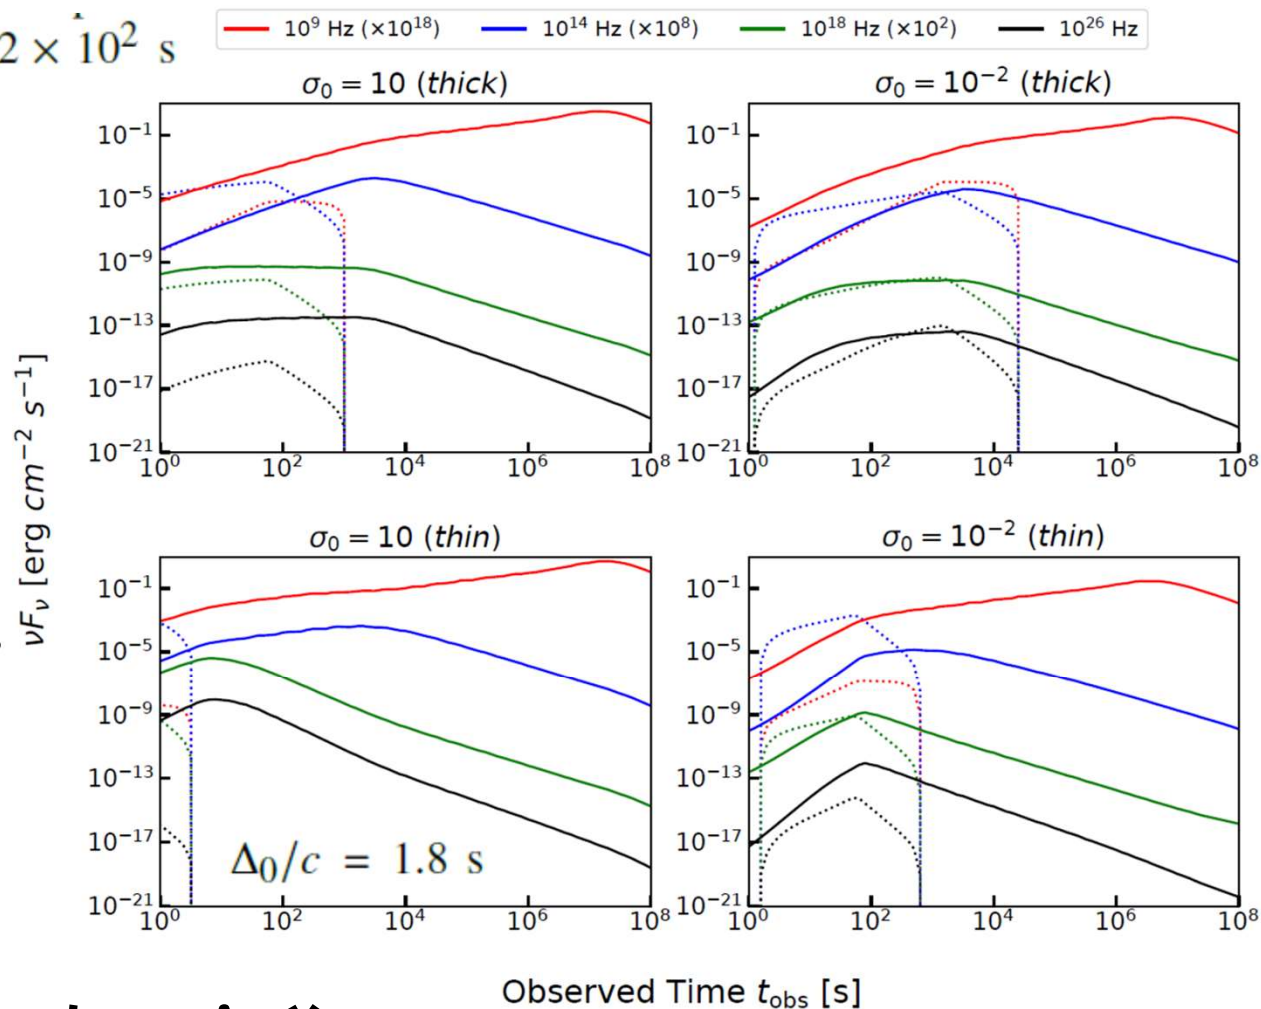 2 × 10² s
10⁹ Hz (×10¹⁸) 10¹⁴ Hz (×10⁸) 10¹⁸ Hz (×10²) 10²⁶ Hz
σ₀ = 10 (thick)
10⁻¹
10⁻⁵
10⁻⁹
10⁻¹³
10⁻¹⁷
10⁻²¹
10⁰ 10² 10⁴ 10⁶ 10⁸
σ₀ = 10⁻² (thick)
10⁻¹
10⁻⁵
10⁻⁹
10⁻¹³
10⁻¹⁷
10⁻²¹
10⁰ 10² 10⁴ 10⁶ 10⁸
νFν [erg cm⁻² s⁻¹]
σ₀ = 10 (thin)
10⁻¹
10⁻⁵
10⁻⁹
10⁻¹³
10⁻¹⁷
10⁻²¹
Δ₀/c = 1.8 s
10⁰ 10² 10⁴ 10⁶ 10⁸
σ₀ = 10⁻² (thin)
10⁻¹
10⁻⁵
10⁻⁹
10⁻¹³
10⁻¹⁷
10⁻²¹
10⁰ 10² 10⁴ 10⁶ 10⁸
Observed Time t_obs [s]